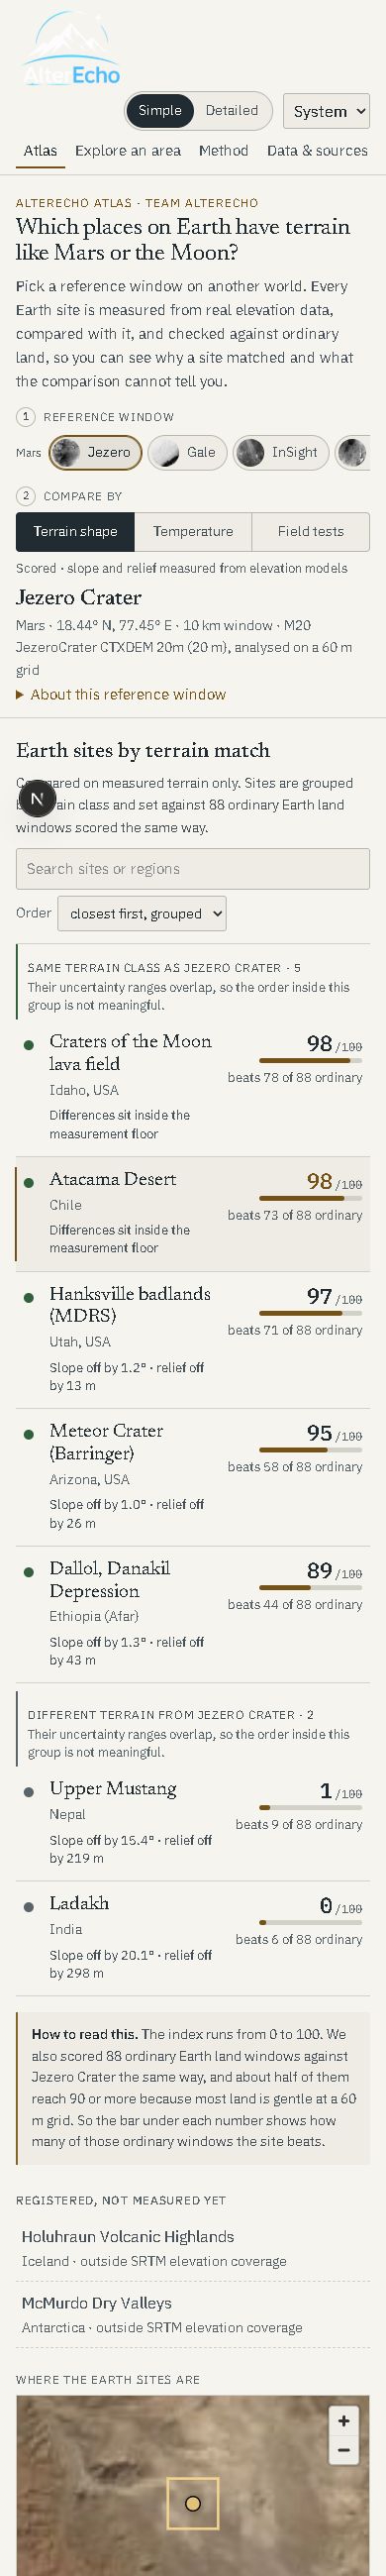 AlterEcho
Simple Detailed System
Atlas Explore an area Method Data & sources
ALTERECHO ATLAS · TEAM ALTERECHO
Which places on Earth have terrain
like Mars or the Moon?
Pick a reference window on another world. Every
Earth site is measured from real elevation data,
compared with it, and checked against ordinary
land, so you can see why a site matched and what
the comparison cannot tell you.
1 REFERENCE WINDOW
Mars Jezero Gale InSight
2 COMPARE BY
Terrain shape Temperature Field tests
Scored · slope and relief measured from elevation models
Jezero Crater
Mars · 18.44° N, 77.45° E · 10 km window · M20
JezeroCrater CTXDEM 20m (20 m), analysed on a 60 m
grid
▶ About this reference window
Earth sites by terrain match
pared on measured terrain only. Sites are grouped
ain class and set against 88 ordinary Earth land
N
windows scored the same way.
Search sites or regions
Order closest first, grouped
SAME TERRAIN CLASS AS JEZERO CRATER · 5
Their uncertainty ranges overlap, so the order inside this
group is not meaningful.
Craters of the Moon
lava field
98/100
beats 78 of 88 ordinary
Idaho, USA
Differences sit inside the
measurement floor
Atacama Desert
98/100
Chile
beats 73 of 88 ordinary
Differences sit inside the
measurement floor
Hanksville badlands
(MDRS)
97/100
beats 71 of 88 ordinary
Utah, USA
Slope off by 1.2° · relief off
by 13 m
Meteor Crater
(Barringer)
95/100
beats 58 of 88 ordinary
Arizona, USA
Slope off by 1.0° · relief off
by 26 m
Dallol, Danakil
Depression
89/100
beats 44 of 88 ordinary
Ethiopia (Afar)
Slope off by 1.3° · relief off
by 43 m
DIFFERENT TERRAIN FROM JEZERO CRATER · 2
Their uncertainty ranges overlap, so the order inside this
group is not meaningful.
Upper Mustang
1/100
Nepal
beats 9 of 88 ordinary
Slope off by 15.4° · relief off
by 219 m
Ladakh
0/100
India
beats 6 of 88 ordinary
Slope off by 20.1° · relief off
by 298 m
How to read this. The index runs from 0 to 100. We
also scored 88 ordinary Earth land windows against
Jezero Crater the same way, and about half of them
reach 90 or more because most land is gentle at a 60
m grid. So the bar under each number shows how
many of those ordinary windows the site beats.
REGISTERED, NOT MEASURED YET
Holuhraun Volcanic Highlands
Iceland · outside SRTM elevation coverage
McMurdo Dry Valleys
Antarctica · outside SRTM elevation coverage
WHERE THE EARTH SITES ARE
+
−